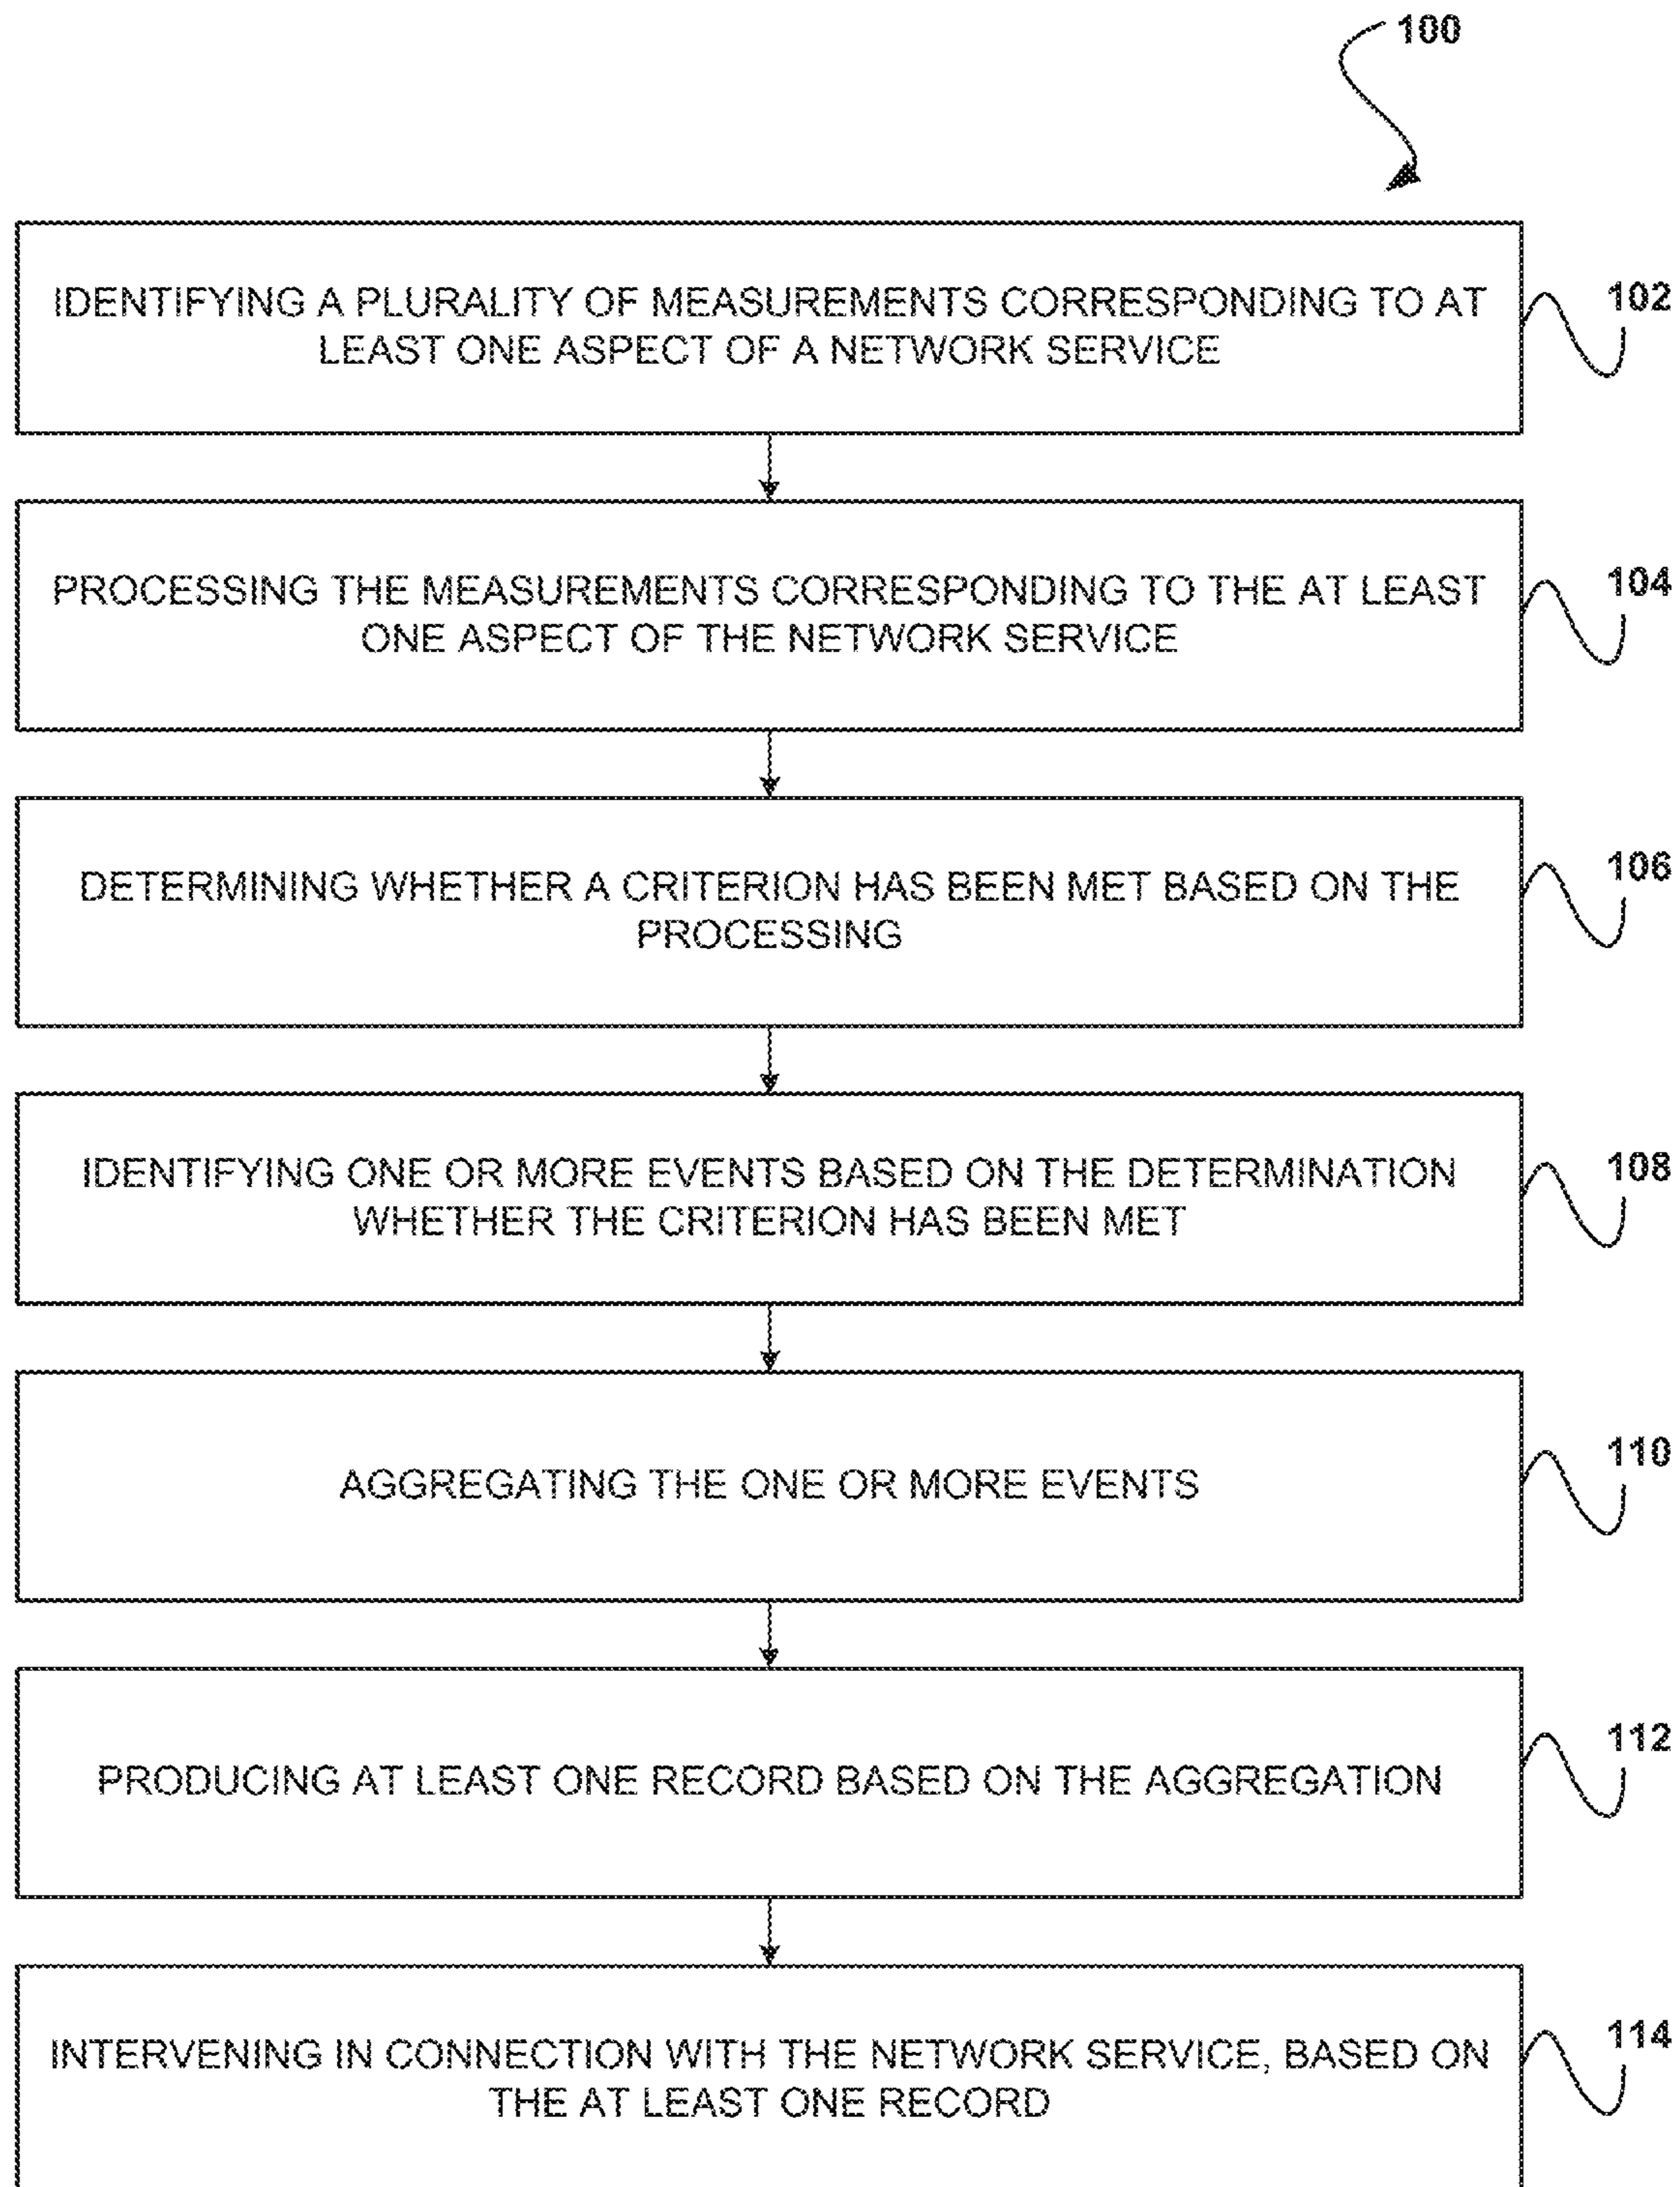 100
IDENTIFYING A PLURALITY OF MEASUREMENTS CORRESPONDING TO AT
LEAST ONE ASPECT OF A NETWORK SERVICE
102
PROCESSING THE MEASUREMENTS CORRESPONDING TO THE AT LEAST
ONE ASPECT OF THE NETWORK SERVICE
104
DETERMINING WHETHER A CRITERION HAS BEEN MET BASED ON THE
PROCESSING
106
IDENTIFYING ONE OR MORE EVENTS BASED ON THE DETERMINATION
WHETHER THE CRITERION HAS BEEN MET
108
AGGREGATING THE ONE OR MORE EVENTS
110
PRODUCING AT LEAST ONE RECORD BASED ON THE AGGREGATION
112
INTERVENING IN CONNECTION WITH THE NETWORK SERVICE, BASED ON
THE AT LEAST ONE RECORD
114